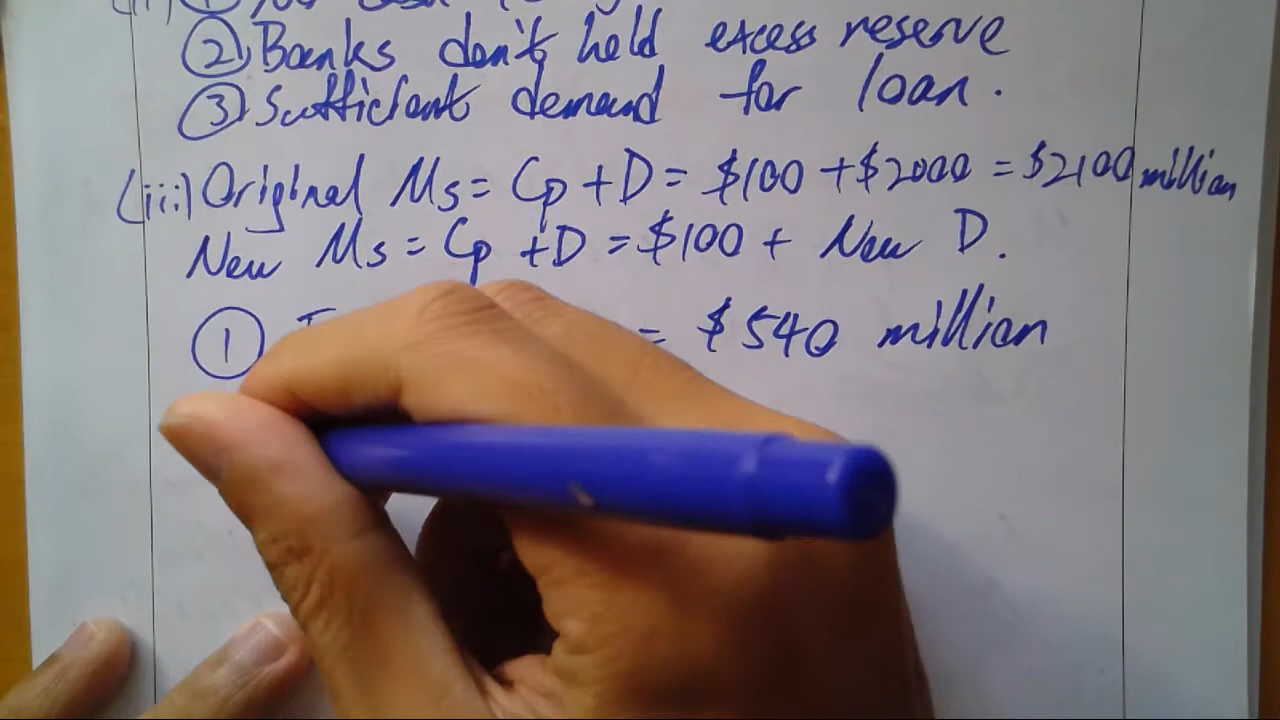 ② Banks don't hold excess reserve
③ Sufficient demand for loan.
(iii) Original Ms = Cp + D = $100 + $2000 = $2100 million
New Ms = Cp + D = $100 + New D.
① = $540 million